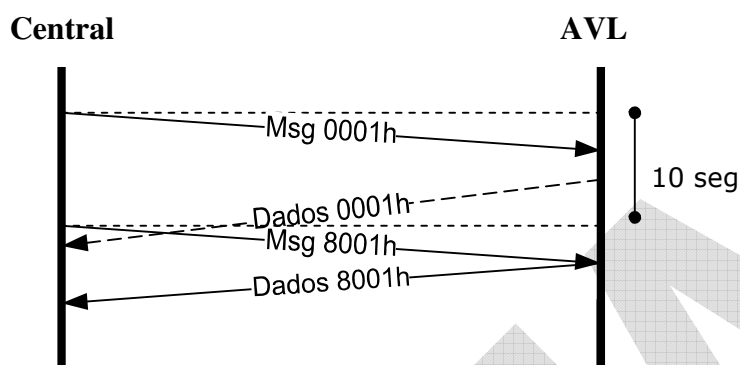 Central AVL
Msg 0001h
10 seg
Dados 0001h
Msg 8001h
Dados 8001h